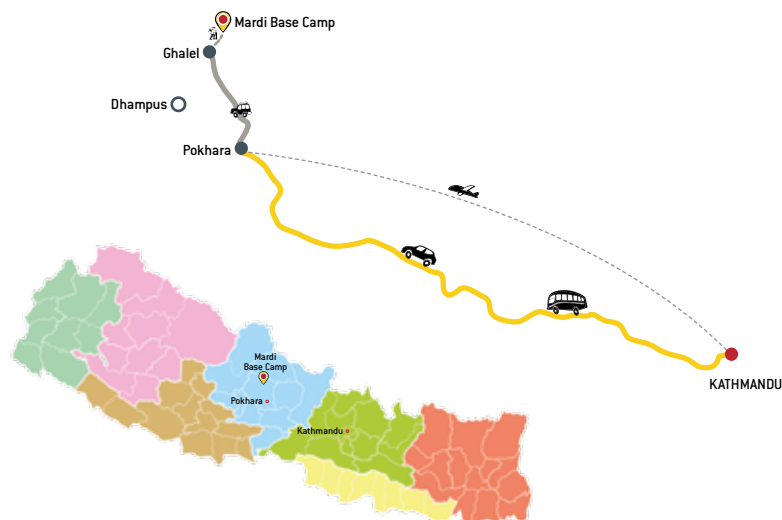 Mardi Base Camp
Ghalel
Dhampus
Pokhara
KATHMANDU
Mardi
Base Camp
Pokhara
Kathmandu